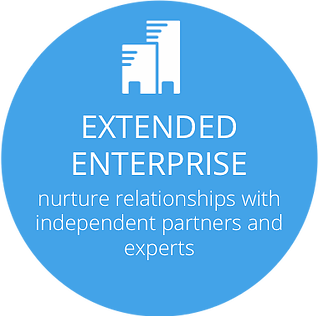 EXTENDED
ENTERPRISE
nurture relationships with
independent partners and
experts